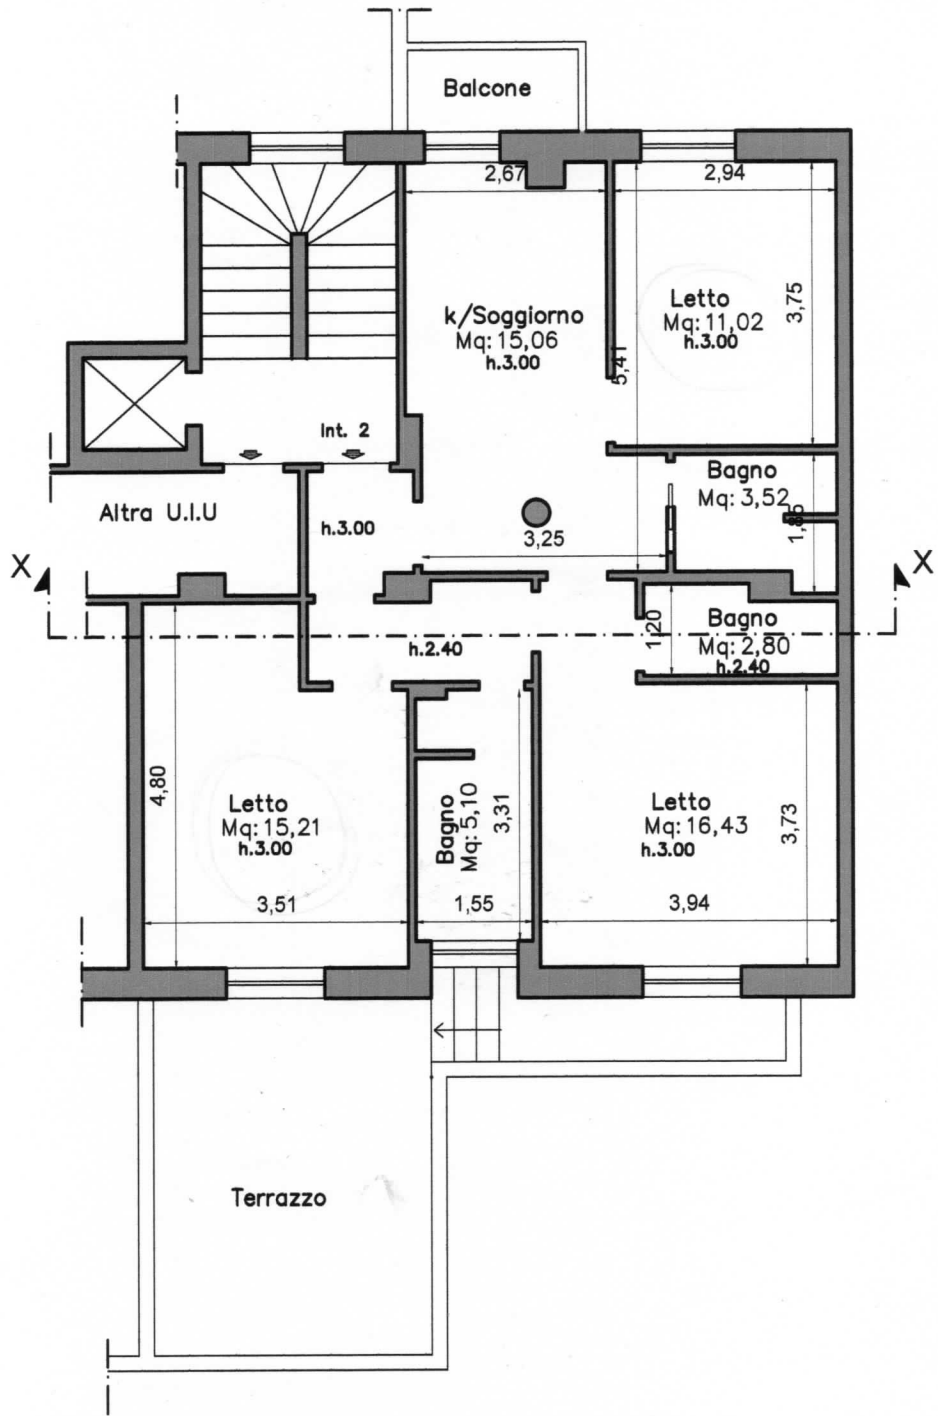 Balcone
2,67
2,94
k/Soggiorno
Mq: 15,06
h.3.00
Letto
Mq: 11,02
h.3.00
3,75
5,41
Int. 2
Altra U.I.U
h.3.00
3,25
Bagno
Mq: 3,52
1,85
X
X
Bagno
Mq: 2,80
h.2.40
1,20
h.2.40
4,80
Letto
Mq: 15,21
h.3.00
3,51
Bagno
Mq: 5,10
3,31
1,55
Letto
Mq: 16,43
h.3.00
3,73
3,94
Terrazzo